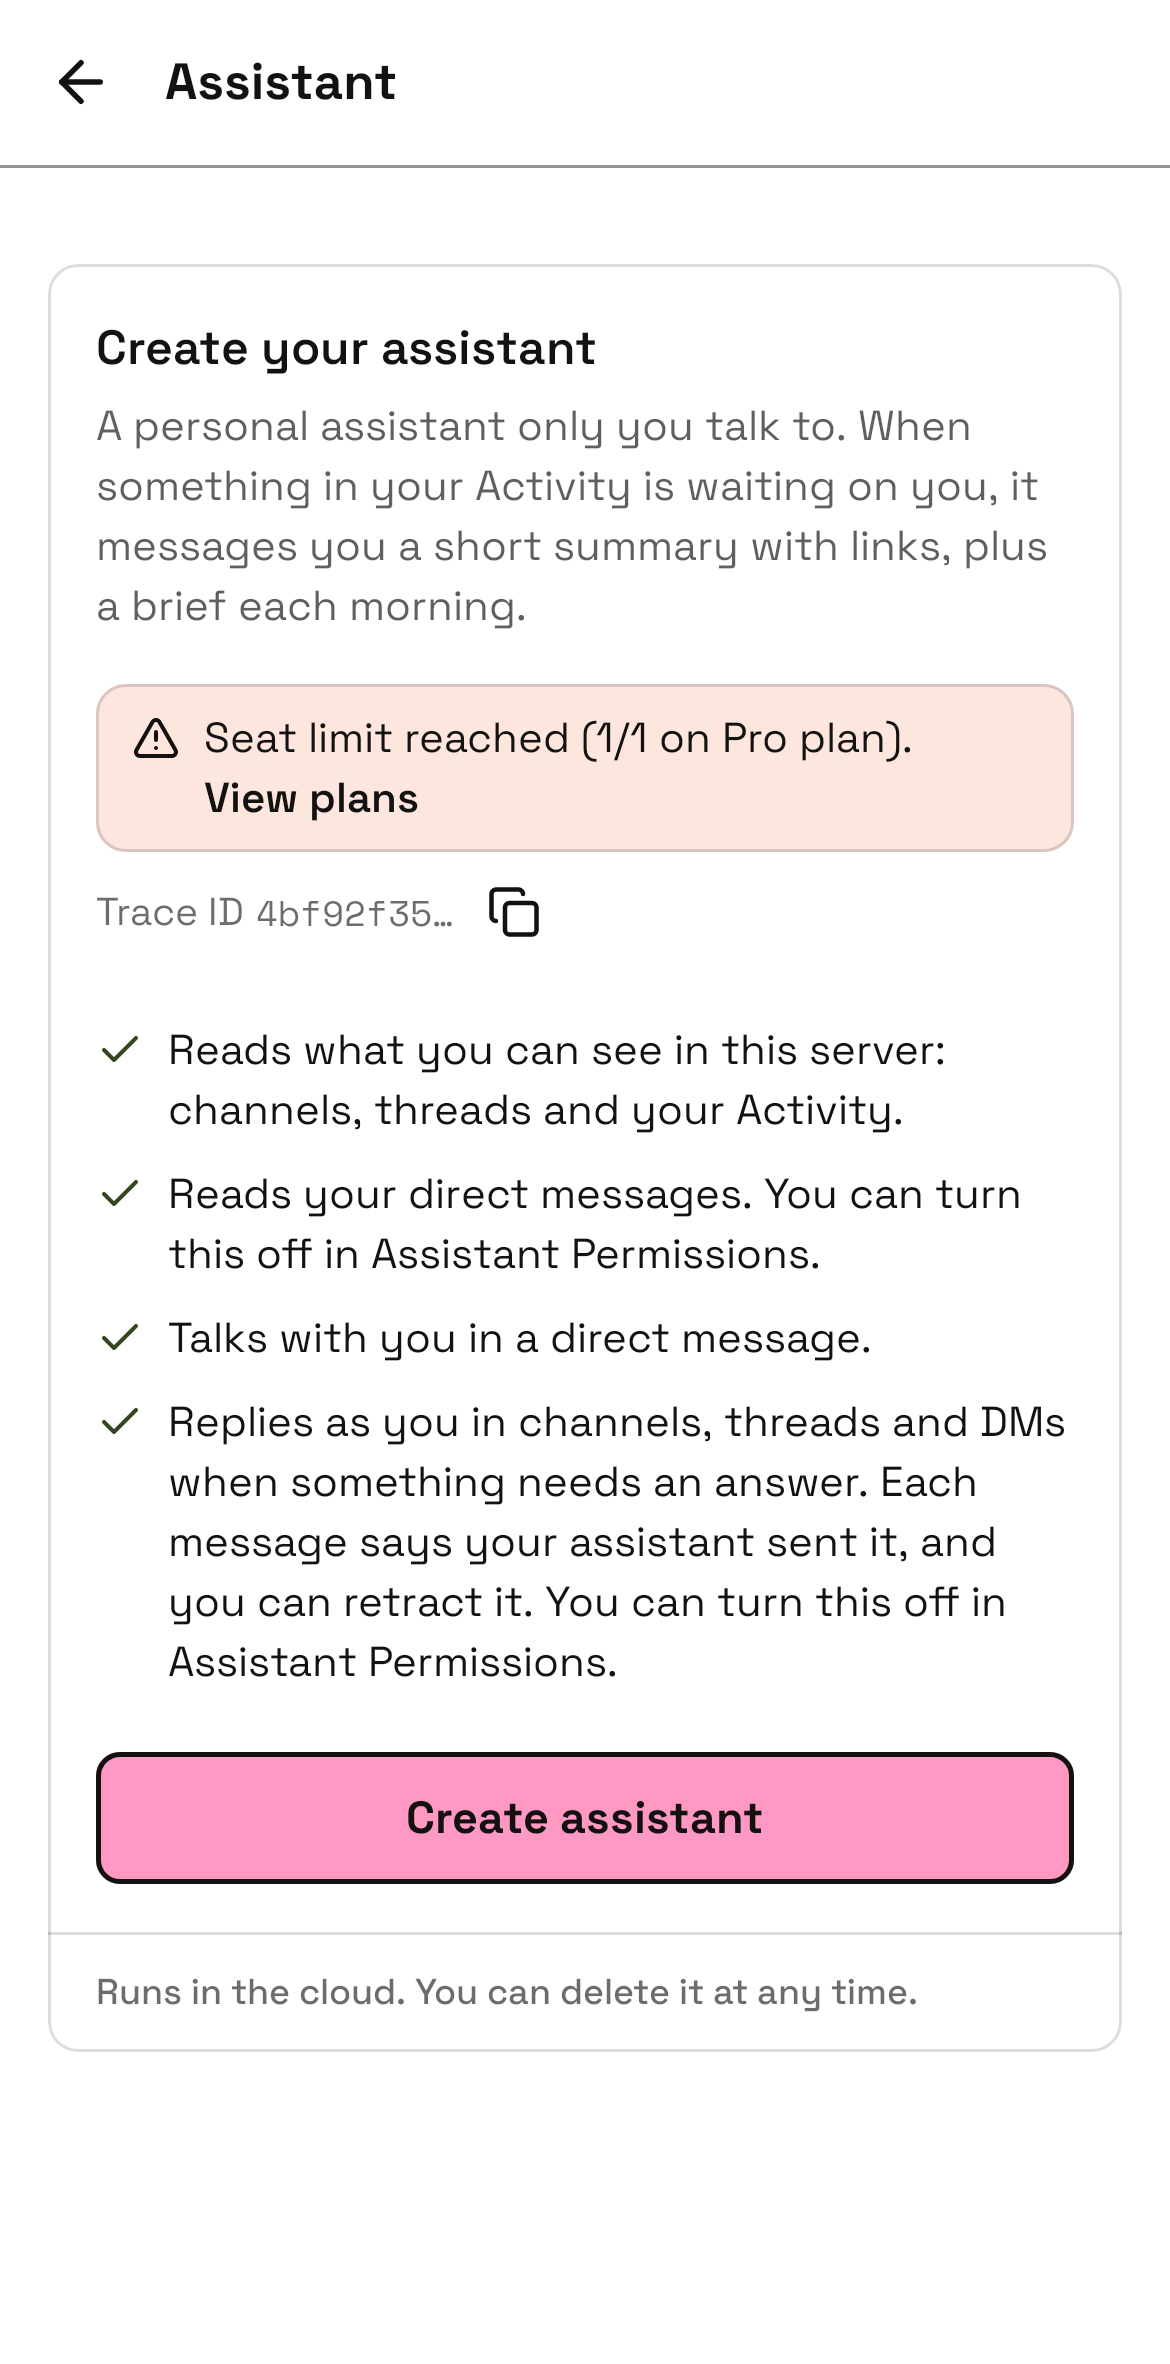 Assistant
Create your assistant
A personal assistant only you talk to. When
something in your Activity is waiting on you, it
messages you a short summary with links, plus
a brief each morning.
Seat limit reached (1/1 on Pro plan).
View plans
Trace ID 4bf92f35…
Reads what you can see in this server:
channels, threads and your Activity.
Reads your direct messages. You can turn
this off in Assistant Permissions.
Talks with you in a direct message.
Replies as you in channels, threads and DMs
when something needs an answer. Each
message says your assistant sent it, and
you can retract it. You can turn this off in
Assistant Permissions.
Create assistant
Runs in the cloud. You can delete it at any time.